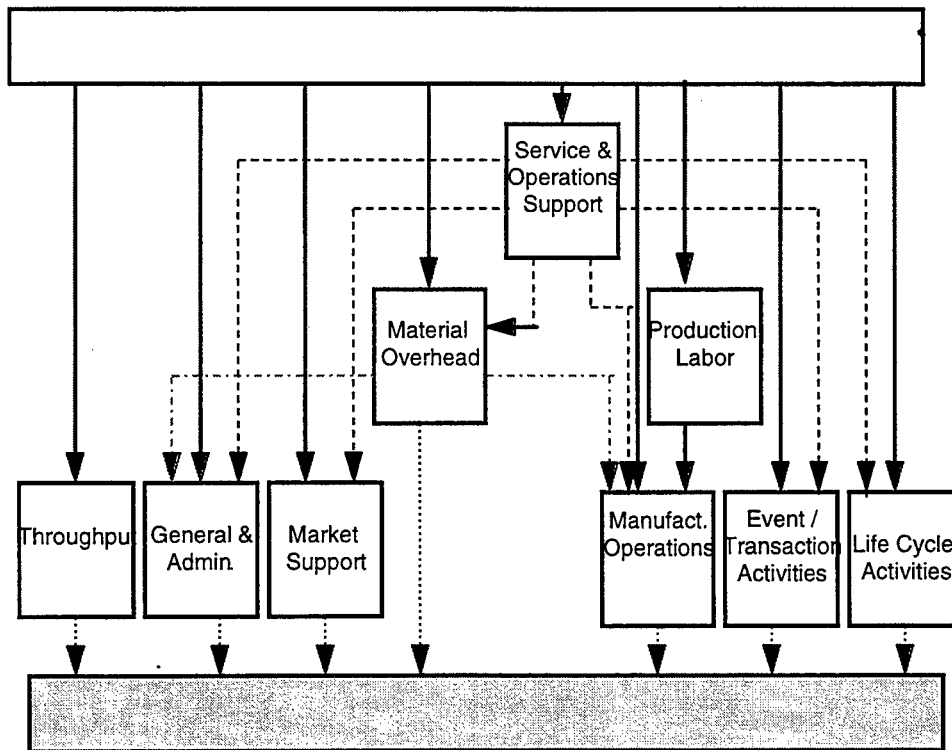 Service &
Operations
Support
Material
Overhead
Production
Labor
Throughput
General &
Admin.
Market
Support
Manufact.
Operations
Event /
Transaction
Activities
Life Cycle
Activities